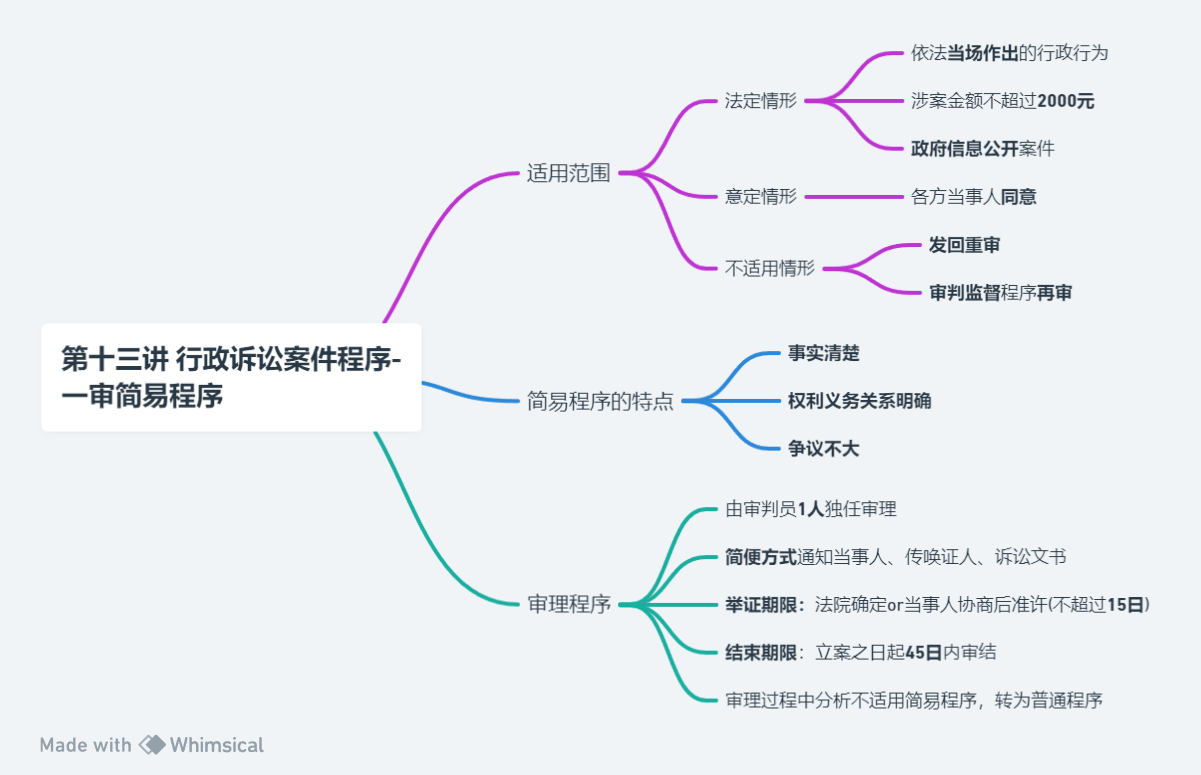 第十三讲 行政诉讼案件程序-
一审简易程序
适用范围
法定情形
依法当场作出的行政行为
涉案金额不超过2000元
政府信息公开案件
意定情形
各方当事人同意
不适用情形
发回重审
审判监督程序再审
简易程序的特点
事实清楚
权利义务关系明确
争议不大
审理程序
由审判员1人独任审理
简便方式通知当事人、传唤证人、诉讼文书
举证期限：法院确定or当事人协商后准许(不超过15日)
结束期限：立案之日起45日内审结
审理过程中分析不适用简易程序，转为普通程序
Made with Whimsical